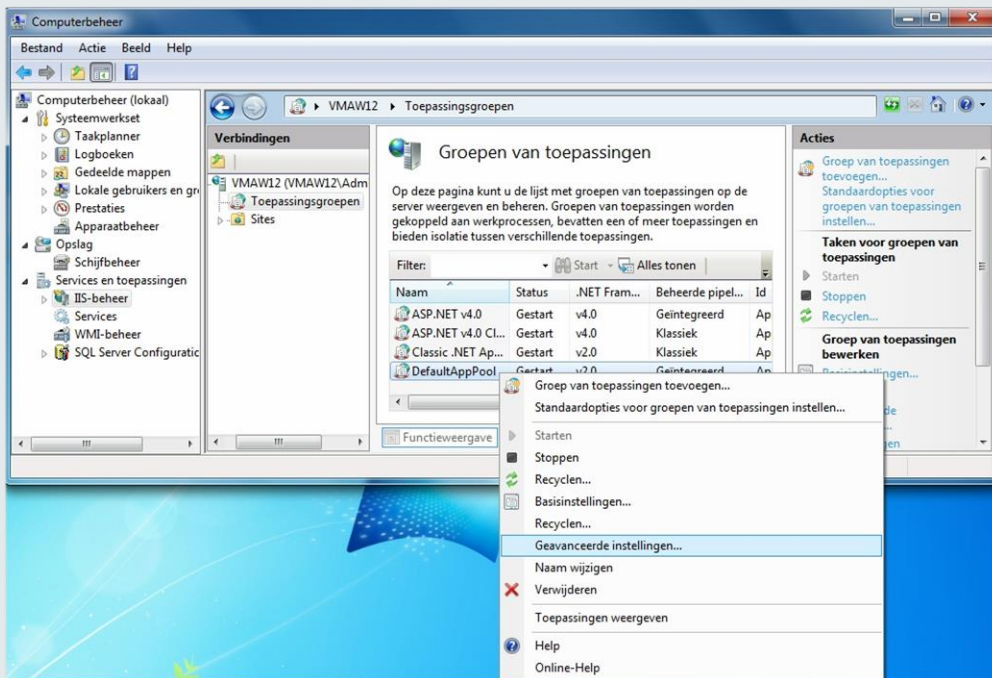 Computerbeheer
Bestand Actie Beeld Help
Computerbeheer (lokaal)
Systeemwerkset
Taakplanner
Logboeken
Gedeelde mappen
Lokale gebruikers en gr
Prestaties
Apparaatbeheer
Opslag
Schijfbeheer
Services en toepassingen
IIS-beheer
Services
WMI-beheer
SQL Server Configuratic
VMAW12 Toepassingsgroepen
Verbindingen
VMAW12 (VMAW12\Adm
Toepassingsgroepen
Sites
Groepen van toepassingen
Op deze pagina kunt u de lijst met groepen van toepassingen op de
server weergeven en beheren. Groepen van toepassingen worden
gekoppeld aan werkprocessen, bevatten een of meer toepassingen en
bieden isolatie tussen verschillende toepassingen.
Filter: Start Alles tonen
Naam Status .NET Fram... Beheerde pipel... Id
ASP.NET v4.0 Gestart v4.0 Geïntegreerd Ap
ASP.NET v4.0 Cl... Gestart v4.0 Klassiek Ap
Classic .NET Ap... Gestart v2.0 Klassiek Ap
DefaultAppPool Gestart v2.0 Geïntegreerd Ap
Functieweergave
Acties
Groep van toepassingen
toevoegen...
Standaardopties voor
groepen van toepassingen
instellen...
Taken voor groepen van
toepassingen
Starten
Stoppen
Recyclen...
Groep van toepassingen
bewerken
Basisinstellingen...
Groep van toepassingen toevoegen...
Standaardopties voor groepen van toepassingen instellen...
Starten
Stoppen
Recyclen...
Basisinstellingen...
Recyclen...
Geavanceerde instellingen...
Naam wijzigen
Verwijderen
Toepassingen weergeven
Help
Online-Help